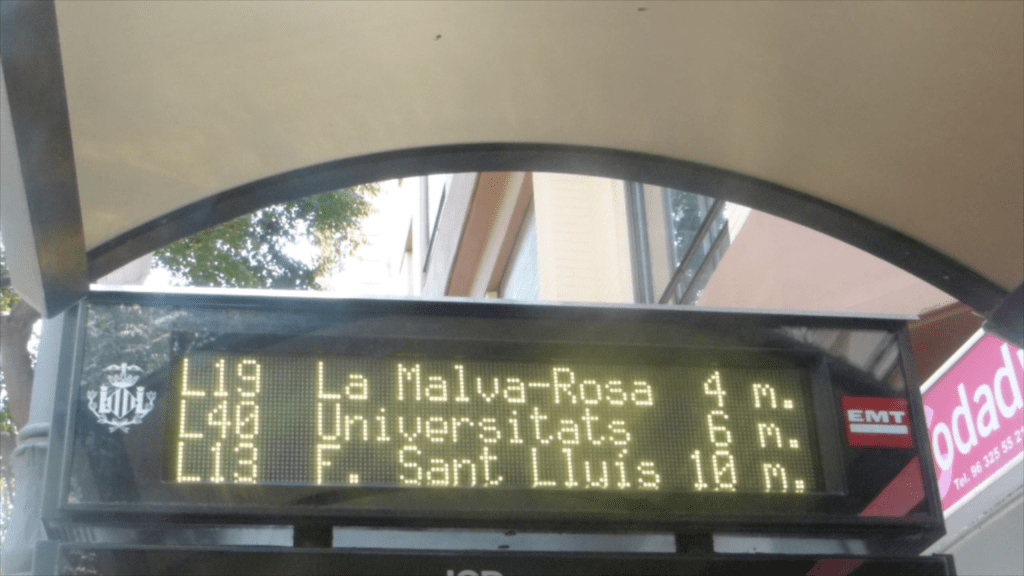 L19 La Malva-Rosa 4 m.
L40 Universitats 6 m.
L13 F. Sant Lluís 10 m.
EMT